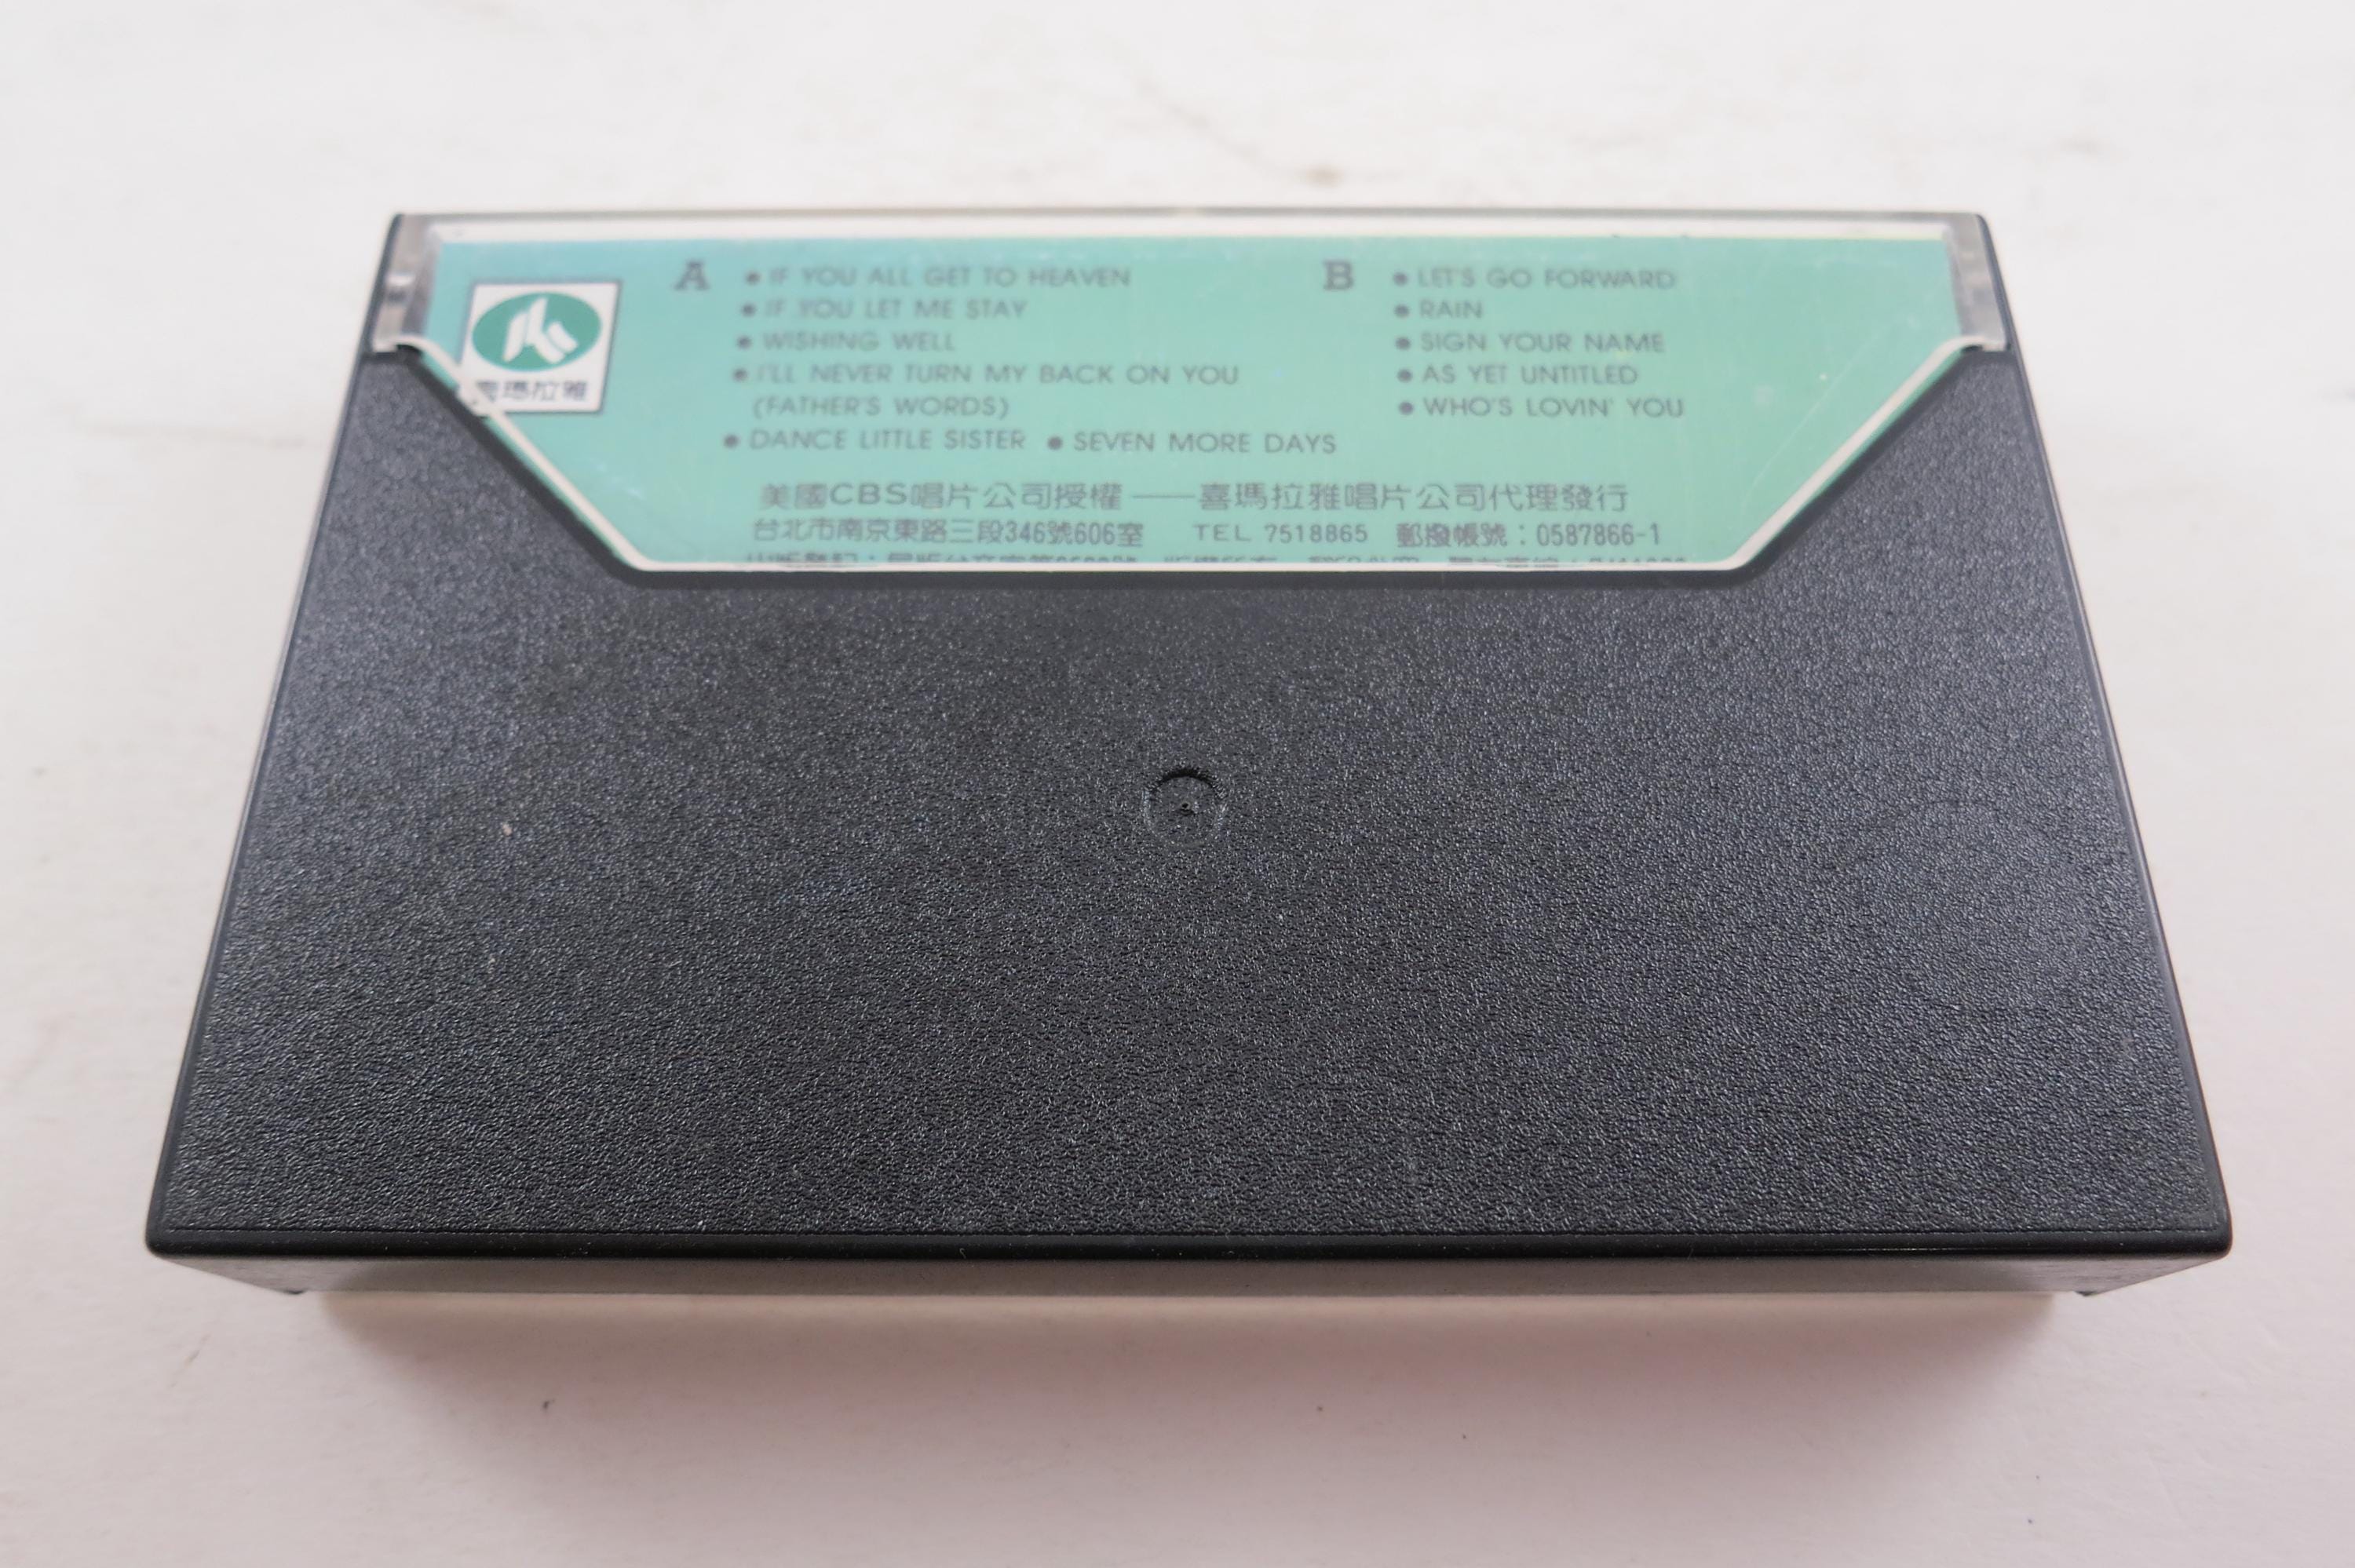 喜瑪拉雅
A
• IF YOU ALL GET TO HEAVEN
• IF YOU LET ME STAY
• WISHING WELL
• I'LL NEVER TURN MY BACK ON YOU
(FATHER'S WORDS)
• DANCE LITTLE SISTER • SEVEN MORE DAYS
B
• LET'S GO FORWARD
• RAIN
• SIGN YOUR NAME
• AS YET UNTITLED
• WHO'S LOVIN' YOU
美國CBS唱片公司授權——喜瑪拉雅唱片公司代理發行
台北市南京東路三段346號606室 TEL 7518865 郵撥帳號：0587866-1